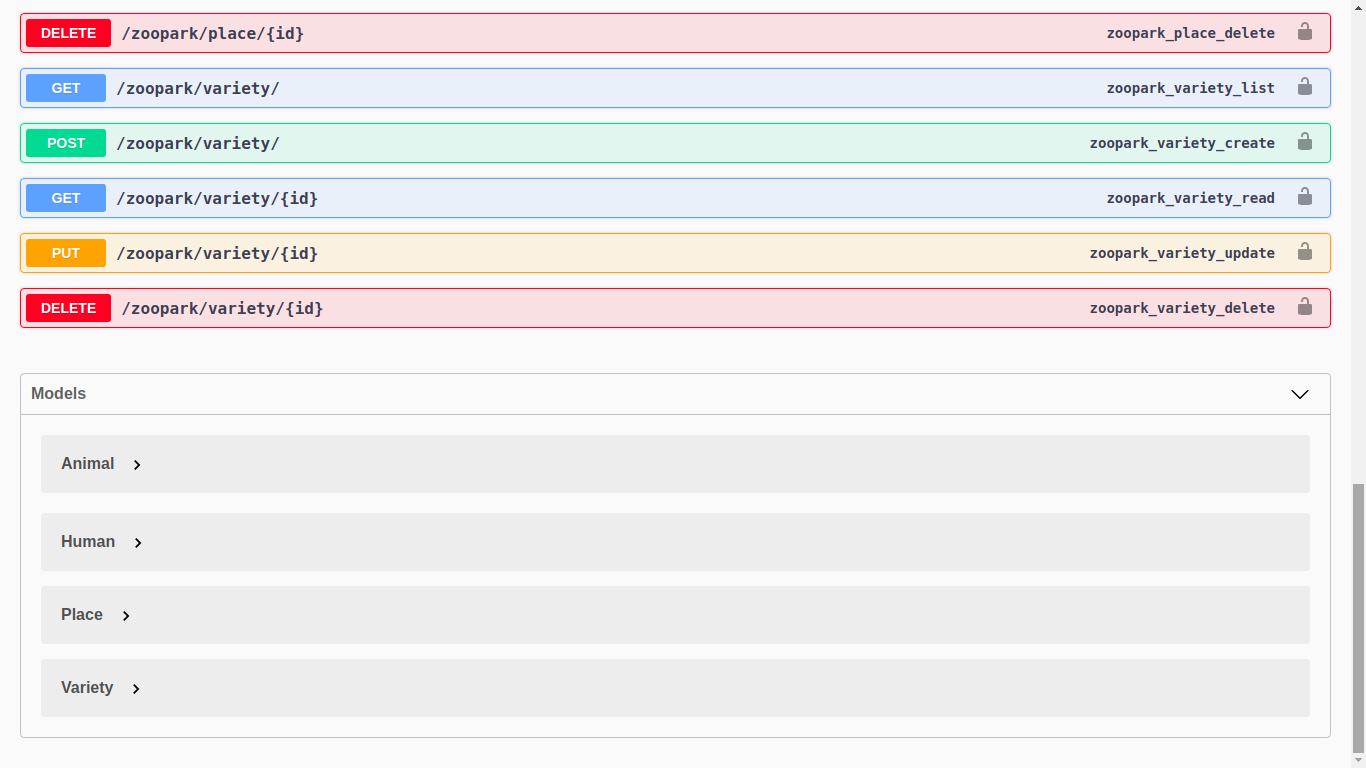 DELETE /zoopark/place/{id} zoopark_place_delete
GET /zoopark/variety/ zoopark_variety_list
POST /zoopark/variety/ zoopark_variety_create
GET /zoopark/variety/{id} zoopark_variety_read
PUT /zoopark/variety/{id} zoopark_variety_update
DELETE /zoopark/variety/{id} zoopark_variety_delete
Models
Animal
Human
Place
Variety